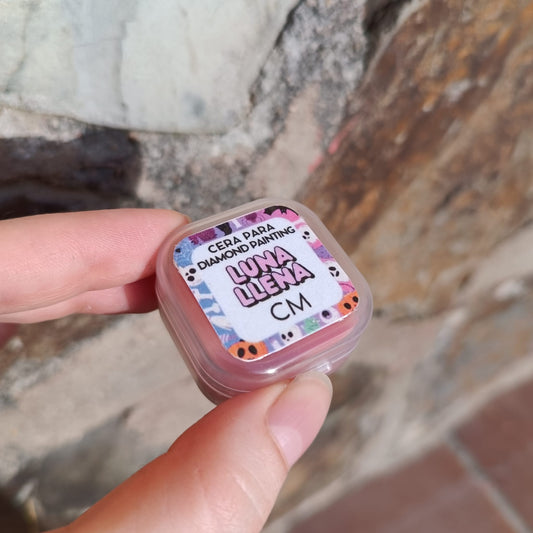 CERA PARA
DIAMOND PAINTING
LUNA
LLENA
CM